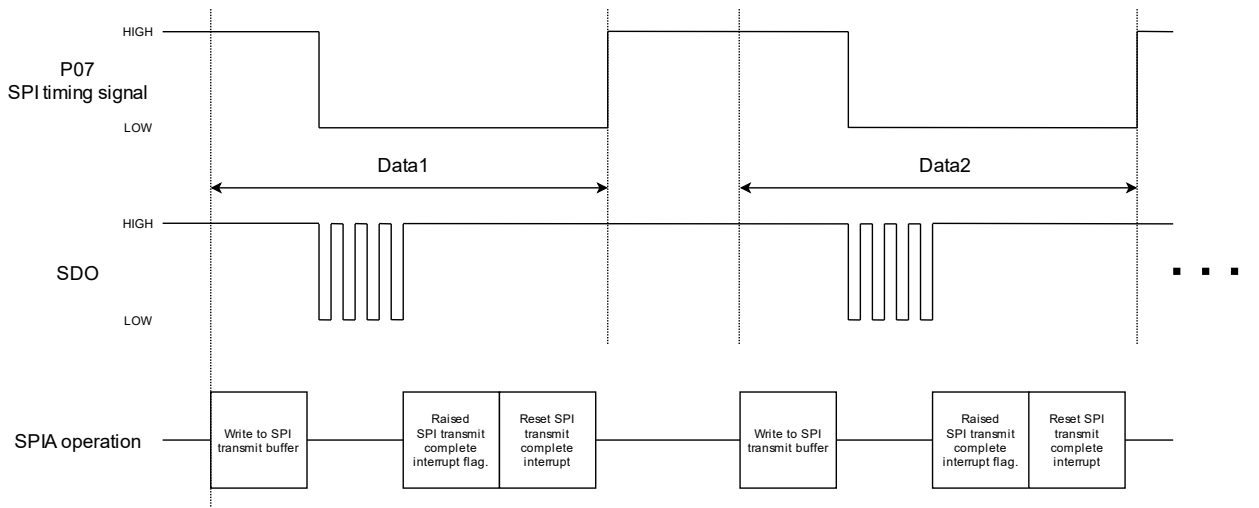 HIGH
P07
SPI timing signal
LOW
Data1
Data2
HIGH
SDO
LOW
SPIA operation
Write to SPI
transmit buffer
Raised
SPI transmit
complete
interrupt flag.
Reset SPI
transmit
complete
interrupt
Write to SPI
transmit buffer
Raised
SPI transmit
complete
interrupt flag.
Reset SPI
transmit
complete
interrupt